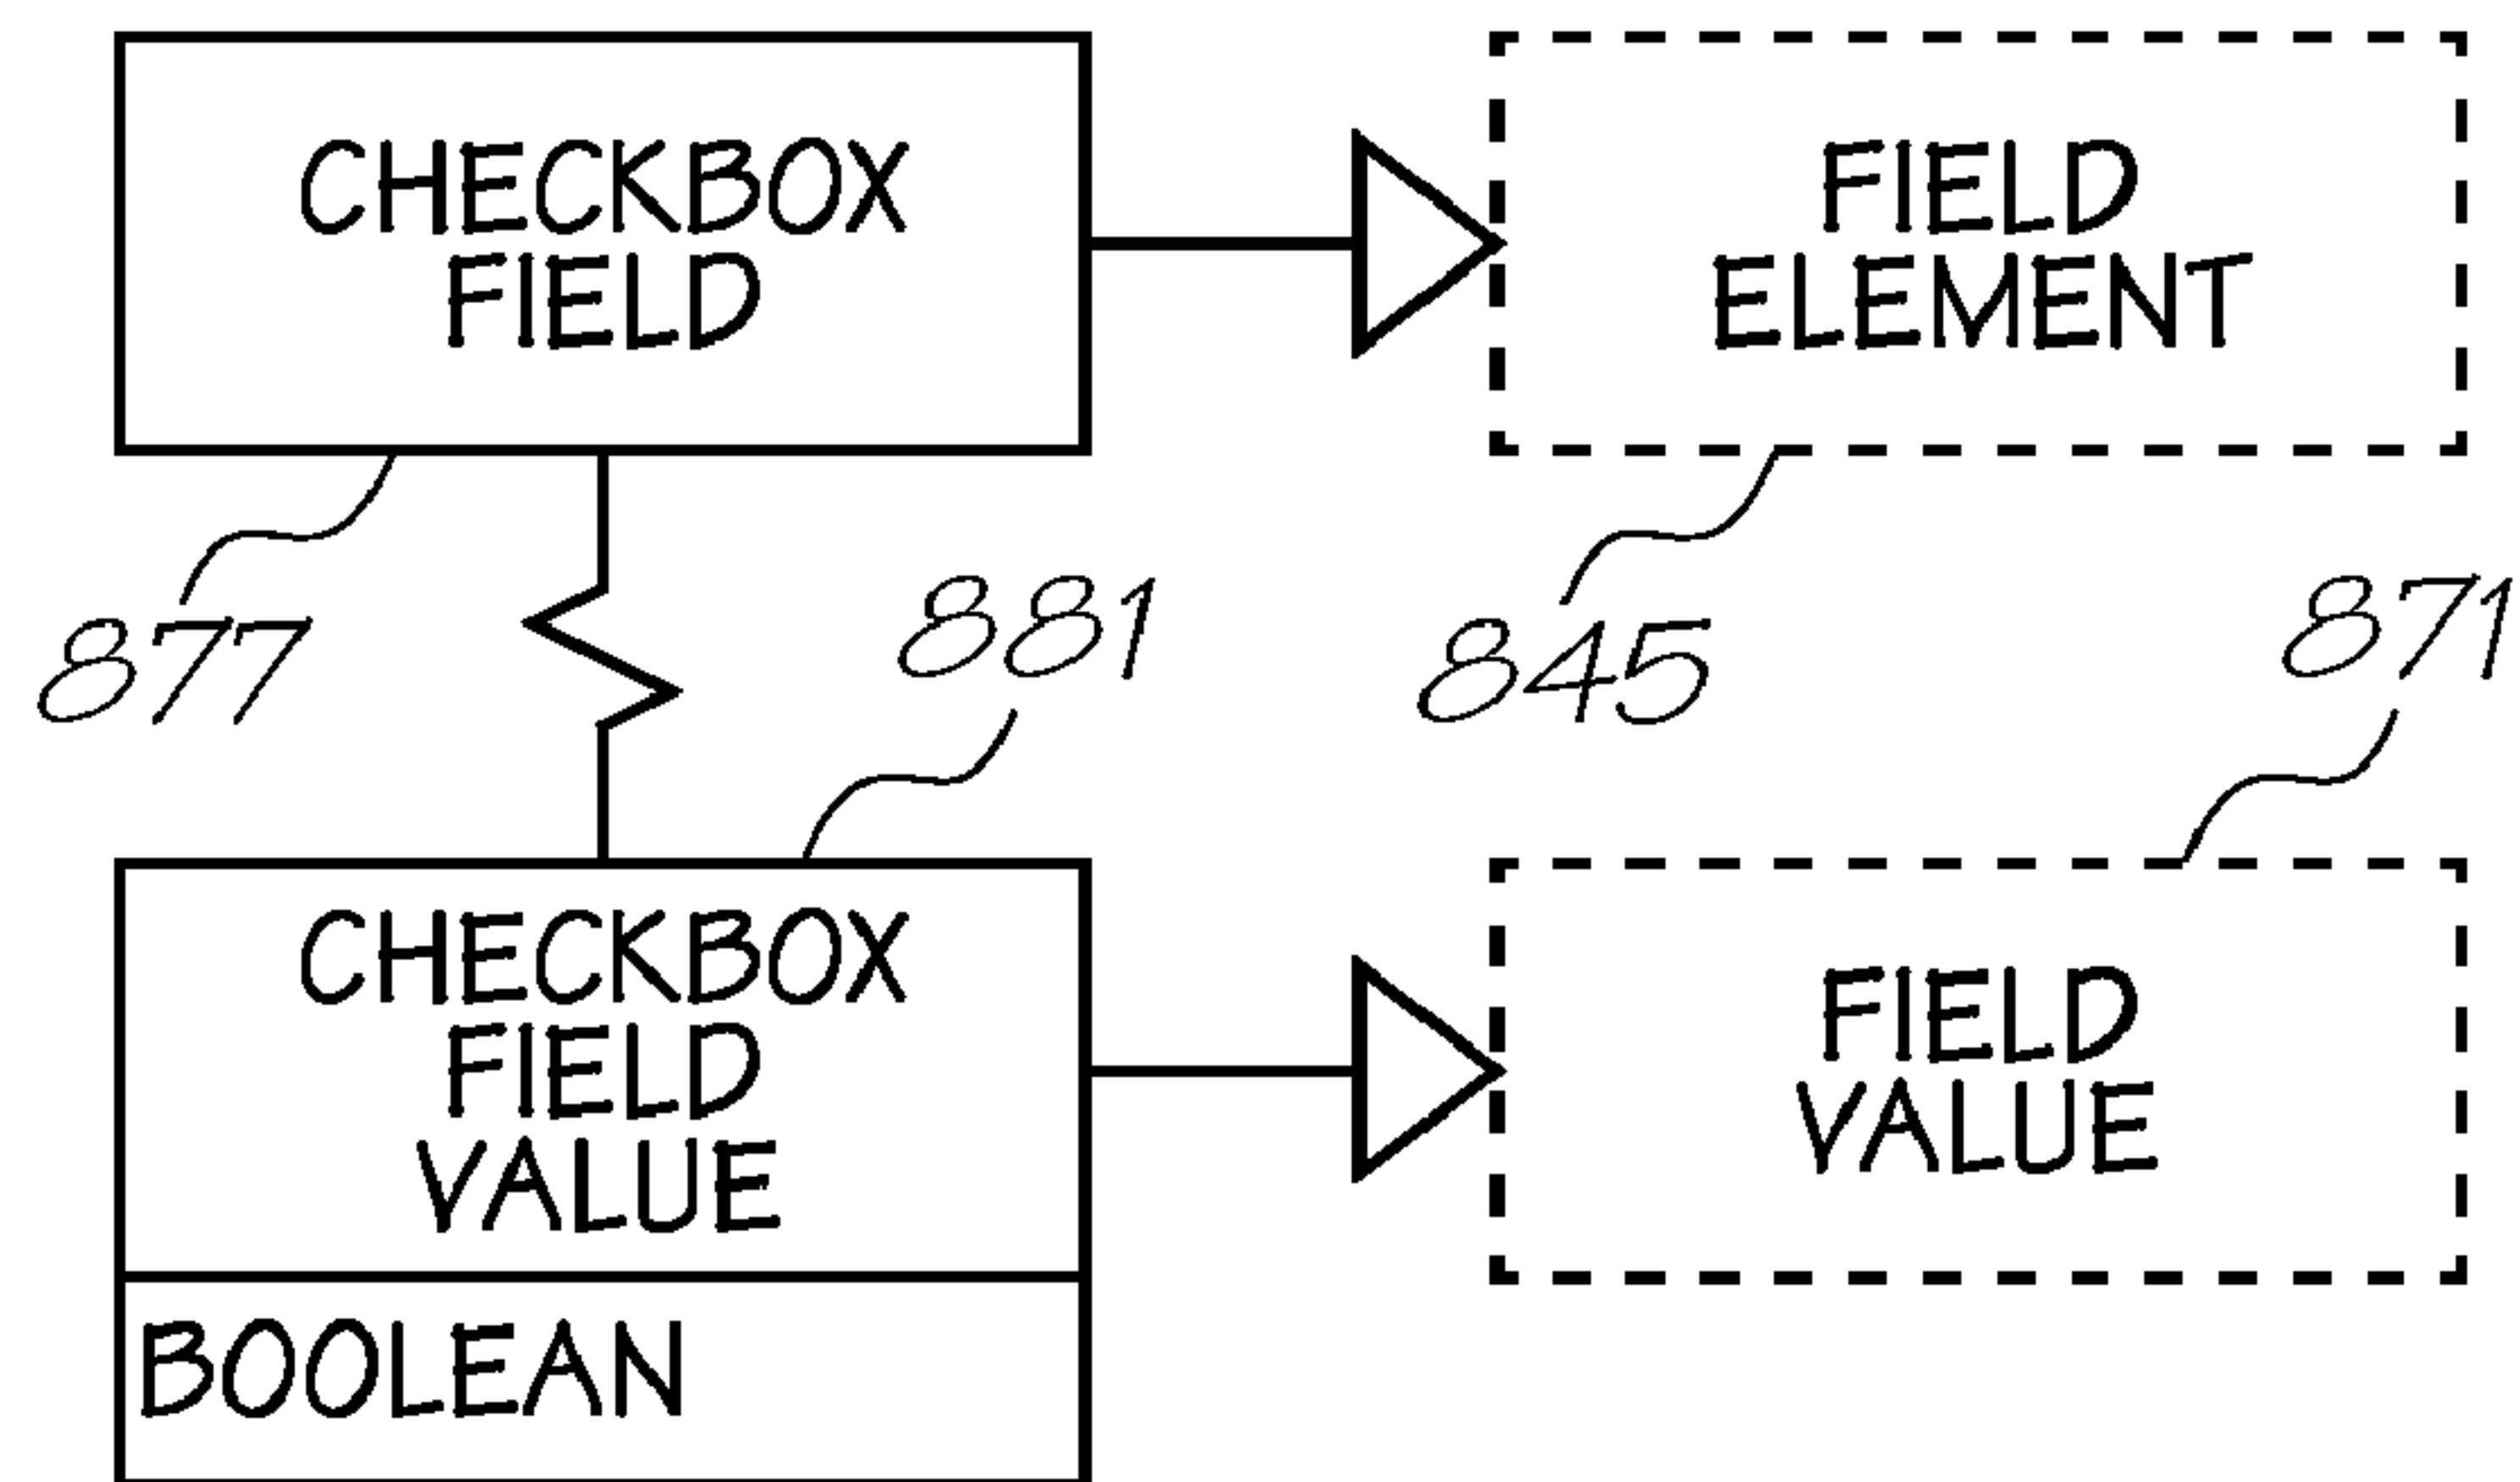 CHECKBOX
FIELD
FIELD
ELEMENT
877
881
845
871
CHECKBOX
FIELD
VALUE
FIELD
VALUE
BOOLEAN